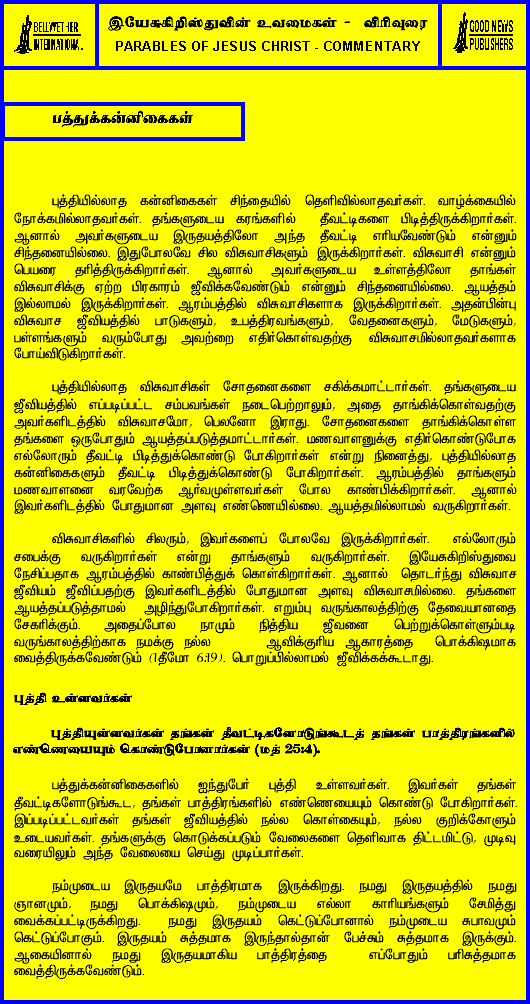 BELLWETHER
INTERNATIONAL
இயேசுகிறிஸ்துவின் உவமைகள் - விரிவுரை
PARABLES OF JESUS CHRIST - COMMENTARY
GOOD NEWS
PUBLISHERS
பத்துக்கன்னிகைகள்
புத்தியில்லாத கன்னிகைகள் சிந்தையில் தெளிவில்லாதவர்கள். வாழ்க்கையில்
நோக்கமில்லாதவர்கள். தங்களுடைய கரங்களில் தீவட்டிகளை பிடித்திருக்கிறார்கள்.
ஆனால் அவர்களுடைய இருதயத்திலோ அந்த தீவட்டி எரியவேண்டும் என்னும்
சிந்தனையில்லை. இதுபோலவே சில விசுவாசிகளும் இருக்கிறார்கள். விசுவாசி என்னும்
பெயரை தரித்திருக்கிறார்கள். ஆனால் அவர்களுடைய உள்ளத்திலோ தாங்கள்
விசுவாசிக்கு ஏற்ற பிரகாரம் ஜீவிக்கவேண்டும் என்னும் சிந்தனையில்லை. ஆயத்தம்
இல்லாமல் இருக்கிறார்கள். ஆரம்பத்தில் விசுவாசிகளாக இருக்கிறார்கள். அதன்பின்பு
விசுவாச ஜீவியத்தில் பாடுகளும், உபத்திரவங்களும், வேதனைகளும், மேடுகளும்,
பள்ளங்களும் வரும்போது அவற்றை எதிர்கொள்வதற்கு விசுவாசமில்லாதவர்களாக
போய்விடுகிறார்கள்.
புத்தியில்லாத விசுவாசிகள் சோதனைகளை சகிக்கமாட்டார்கள். தங்களுடைய
ஜீவியத்தில் எப்படிப்பட்ட சம்பவங்கள் நடைபெற்றாலும், அதை தாங்கிக்கொள்வதற்கு
அவர்களிடத்தில் விசுவாசமோ, பெலனோ இராது. சோதனைகளை தாங்கிக்கொள்ள
தங்களை ஒருபோதும் ஆயத்தப்படுத்தமாட்டார்கள். மணவாளனுக்கு எதிர்கொண்டுபோக
எல்லோரும் தீவட்டி பிடித்துக்கொண்டு போகிறார்கள் என்று நினைத்து, புத்தியில்லாத
கன்னிகைகளும் தீவட்டி பிடித்துக்கொண்டு போகிறார்கள். ஆரம்பத்தில் தாங்களும்
மணவாளனை வரவேற்க ஆர்வமுள்ளவர்கள் போல காண்பிக்கிறார்கள். ஆனால்
இவர்களிடத்தில் போதுமான அளவு எண்ணெயில்லை. ஆயத்தமில்லாமல் வருகிறார்கள்.
விசுவாசிகளில் சிலரும், இவர்களைப் போலவே இருக்கிறார்கள். எல்லோரும்
சபைக்கு வருகிறார்கள் என்று தாங்களும் வருகிறார்கள். இயேசுகிறிஸ்துவை
நேசிப்பதாக ஆரம்பத்தில் காண்பித்துக் கொள்கிறார்கள். ஆனால் தொடர்ந்து விசுவாச
ஜீவியம் ஜீவிப்பதற்கு இவர்களிடத்தில் போதுமான அளவு விசுவாசமில்லை. தங்களை
ஆயத்தப்படுத்தாமல் அழிந்துபோகிறார்கள். எறும்பு வருங்காலத்திற்கு தேவையானதை
சேகரிக்கும். அதைப்போல நாமும் நித்திய ஜீவனை பெற்றுக்கொள்ளும்படி
வருங்காலத்திற்காக நமக்கு நல்ல ஆவிக்குரிய ஆகாரத்தை பொக்கிஷமாக
வைத்திருக்கவேண்டும் (1தீமோ 6:19). பொறுப்பில்லாமல் ஜீவிக்கக்கூடாது.
புத்தி உள்ளவர்கள்
புத்தியுள்ளவர்கள் தங்கள் தீவட்டிகளோடுங்கூடத் தங்கள் பாத்திரங்களில்
எண்ணெயையும் கொண்டுபோனார்கள் (மத் 25:4).
பத்துக்கன்னிகைகளில் ஐந்துபேர் புத்தி உள்ளவர்கள். இவர்கள் தங்கள்
தீவட்டிகளோடுங்கூட, தங்கள் பாத்திரங்களில் எண்ணெயையும் கொண்டு போகிறார்கள்.
இப்படிப்பட்டவர்கள் தங்கள் ஜீவியத்தில் நல்ல கொள்கையும், நல்ல குறிக்கோளும்
உடையவர்கள். தங்களுக்கு கொடுக்கப்படும் வேலைகளை தெளிவாக திட்டமிட்டு, முடிவு
வரையிலும் அந்த வேலையை செய்து முடிப்பார்கள்.
நம்முடைய இருதயமே பாத்திரமாக இருக்கிறது. நமது இருதயத்தில் நமது
ஞானமும், நமது பொக்கிஷமும், நம்முடைய எல்லா காரியங்களும் சேமித்து
வைக்கப்பட்டிருக்கிறது. நமது இருதயம் கெட்டுப்போனால் நம்முடைய சுபாவமும்
கெட்டுப்போகும். இருதயம் சுத்தமாக இருந்தால்தான் பேச்சும் சுத்தமாக இருக்கும்.
ஆகையினால் நமது இருதயமாகிய பாத்திரத்தை எப்போதும் பரிசுத்தமாக
வைத்திருக்கவேண்டும்.